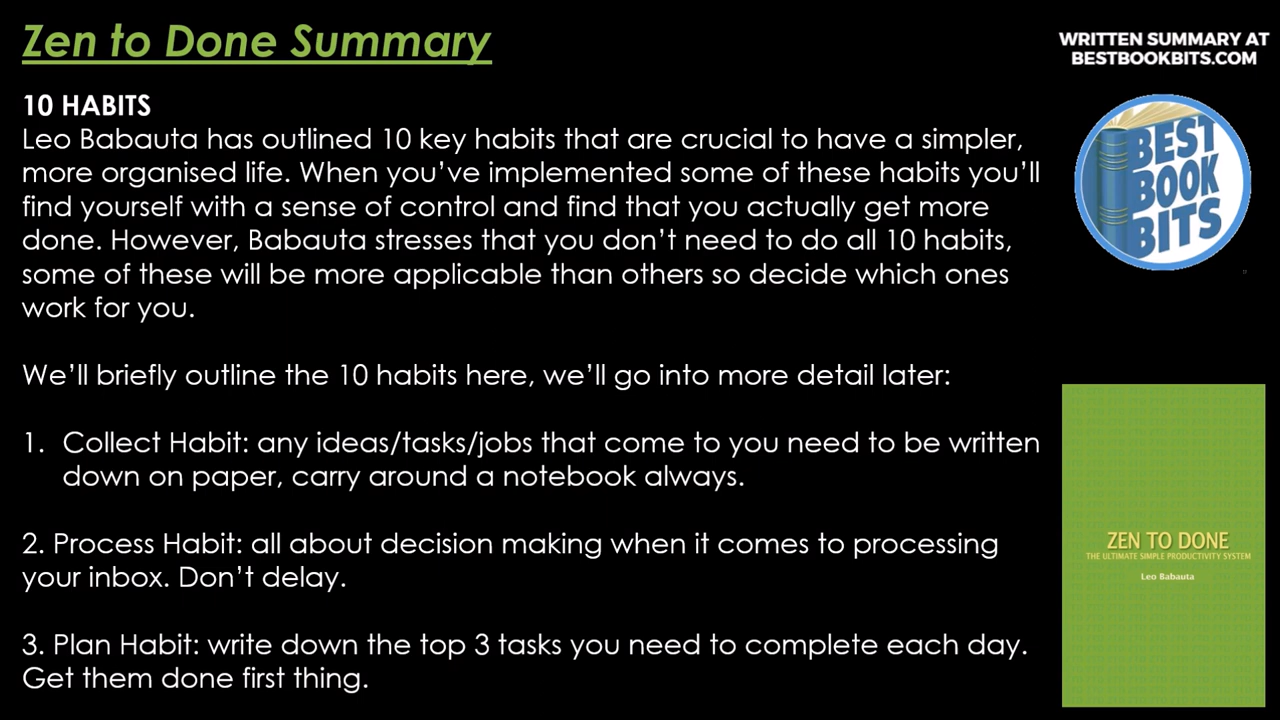 Zen to Done Summary
WRITTEN SUMMARY AT
BESTBOOKBITS.COM
10 HABITS
Leo Babauta has outlined 10 key habits that are crucial to have a simpler,
more organised life. When you’ve implemented some of these habits you’ll
find yourself with a sense of control and find that you actually get more
done. However, Babauta stresses that you don’t need to do all 10 habits,
some of these will be more applicable than others so decide which ones
work for you.
We’ll briefly outline the 10 habits here, we’ll go into more detail later:
1. Collect Habit: any ideas/tasks/jobs that come to you need to be written
down on paper, carry around a notebook always.
2. Process Habit: all about decision making when it comes to processing
your inbox. Don’t delay.
3. Plan Habit: write down the top 3 tasks you need to complete each day.
Get them done first thing.
BEST
BOOK
BITS
ZEN TO DONE
THE ULTIMATE SIMPLE PRODUCTIVITY SYSTEM
Leo Babauta